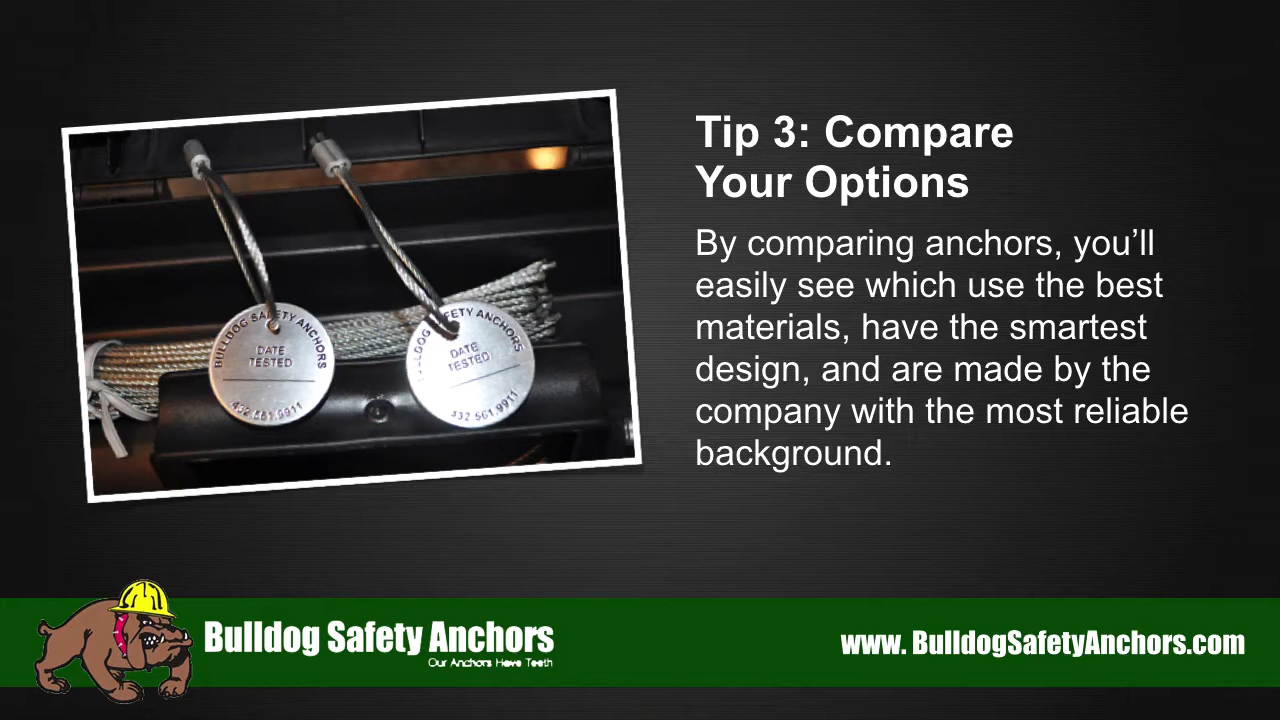 Tip 3: Compare
Your Options
By comparing anchors, you’ll
easily see which use the best
materials, have the smartest
design, and are made by the
company with the most reliable
background.
BULLDOG SAFETY ANCHORS
DATE
TESTED
432.561.9911
BULLDOG SAFETY ANCHORS
DATE
TESTED
432.561.9911
Bulldog Safety Anchors
Our Anchors Have Teeth
www. BulldogSafetyAnchors.com